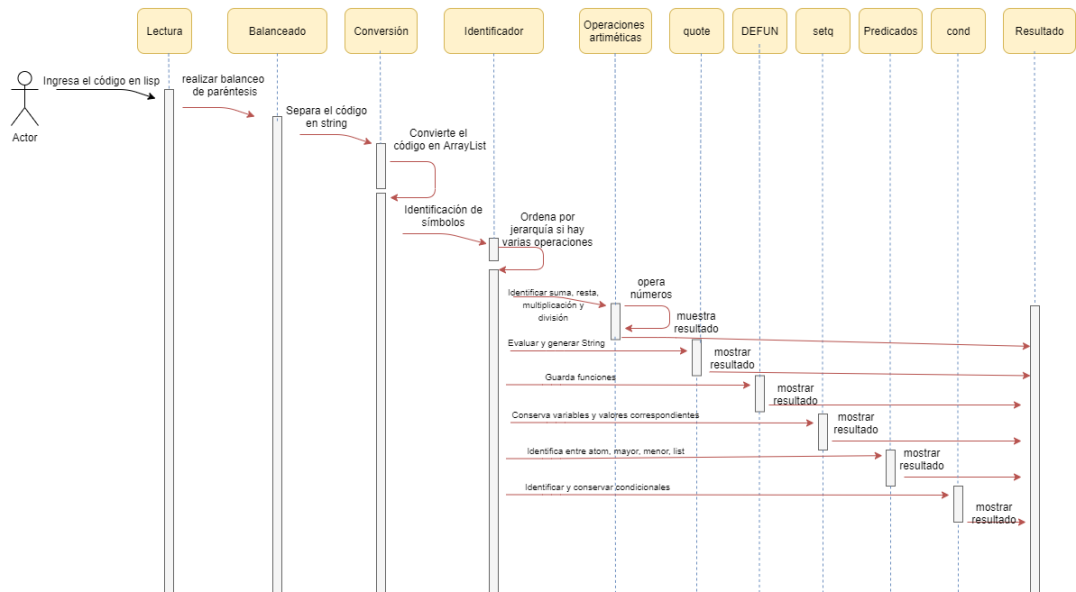 Lectura
Balanceado
Conversión
Identificador
Operaciones
artiméticas
quote
DEFUN
setq
Predicados
cond
Resultado
Ingresa el código en lisp
Actor
realizar balanceo
de paréntesis
Separa el código
en string
Convierte el
código en ArrayList
Identificación de
símbolos
Ordena por
jerarquía si hay
varias operaciones
Identificar suma, resta,
multiplicación y
división
opera
números
muestra
resultado
Evaluar y generar String
mostrar
resultado
Guarda funciones
mostrar
resultado
Conserva variables y valores correspondientes
mostrar
resultado
Identifica entre atom, mayor, menor, list
mostrar
resultado
Identificar y conservar condicionales
mostrar
resultado